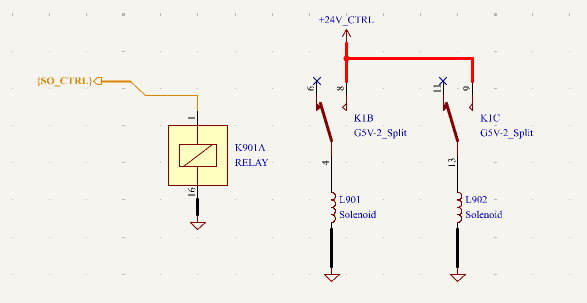 +24V_CTRL
{SO_CTRL}
6
8
11
9
1
K1B
G5V-2_Split
K1C
G5V-2_Split
K901A
RELAY
4
13
16
L901
Solenoid
L902
Solenoid